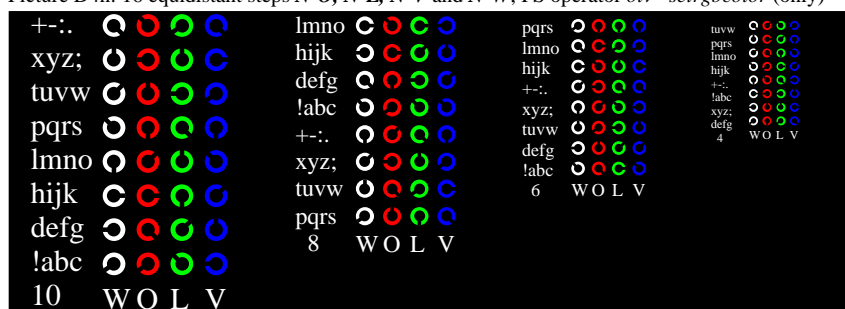 +-:.
xyz;
tuvw
pqrs
lmno
hijk
defg
!abc
10 W O L V
lmno
hijk
defg
!abc
+-:.
xyz;
tuvw
pqrs
8 W O L V
pqrs
lmno
hijk
+-:.
xyz;
tuvw
defg
!abc
6 W O L V
tuvw
pqrs
lmno
hijk
+-:.
!abc
xyz;
defg
4 W O L V